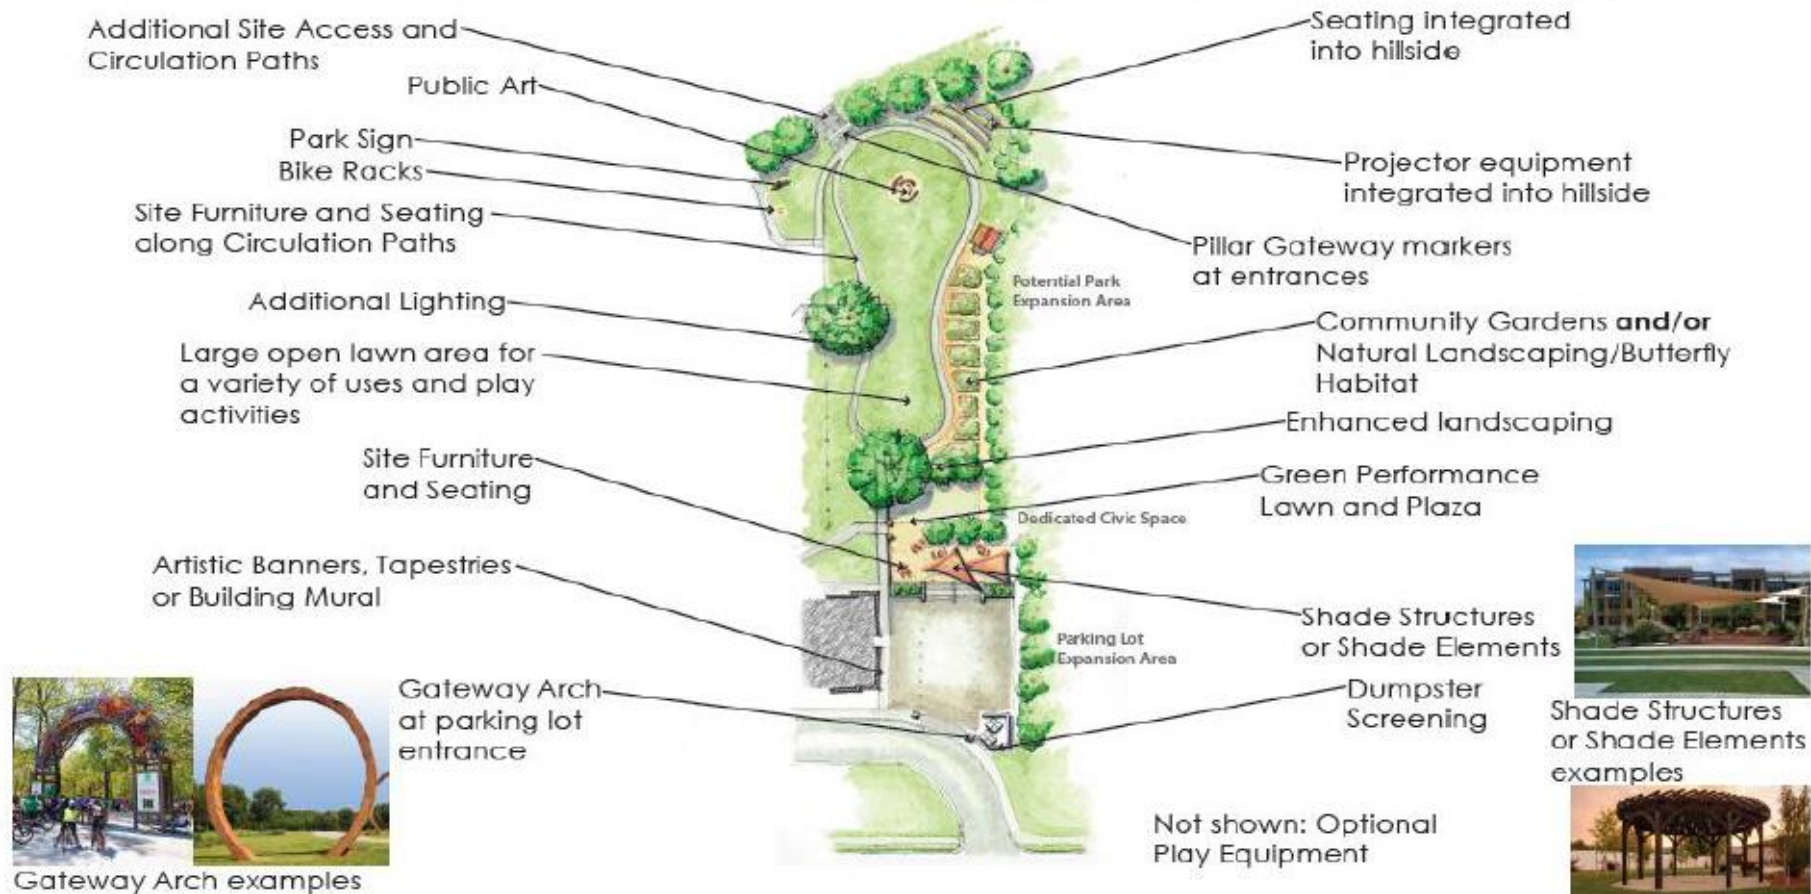 Additional Site Access and
Circulation Paths
Public Art
Park Sign
Bike Racks
Site Furniture and Seating
along Circulation Paths
Additional Lighting
Large open lawn area for
a variety of uses and play
activities
Site Furniture
and Seating
Artistic Banners, Tapestries
or Building Mural
Gateway Arch
at parking lot
entrance
Gateway Arch examples
Potential Park
Expansion Area
Dedicated Civic Space
Parking Lot
Expansion Area
Seating integrated
into hillside
Projector equipment
integrated into hillside
Pillar Gateway markers
at entrances
Community Gardens and/or
Natural Landscaping/Butterfly
Habitat
Enhanced landscaping
Green Performance
Lawn and Plaza
Shade Structures
or Shade Elements
Dumpster
Screening
Shade Structures
or Shade Elements
examples
Not shown: Optional
Play Equipment